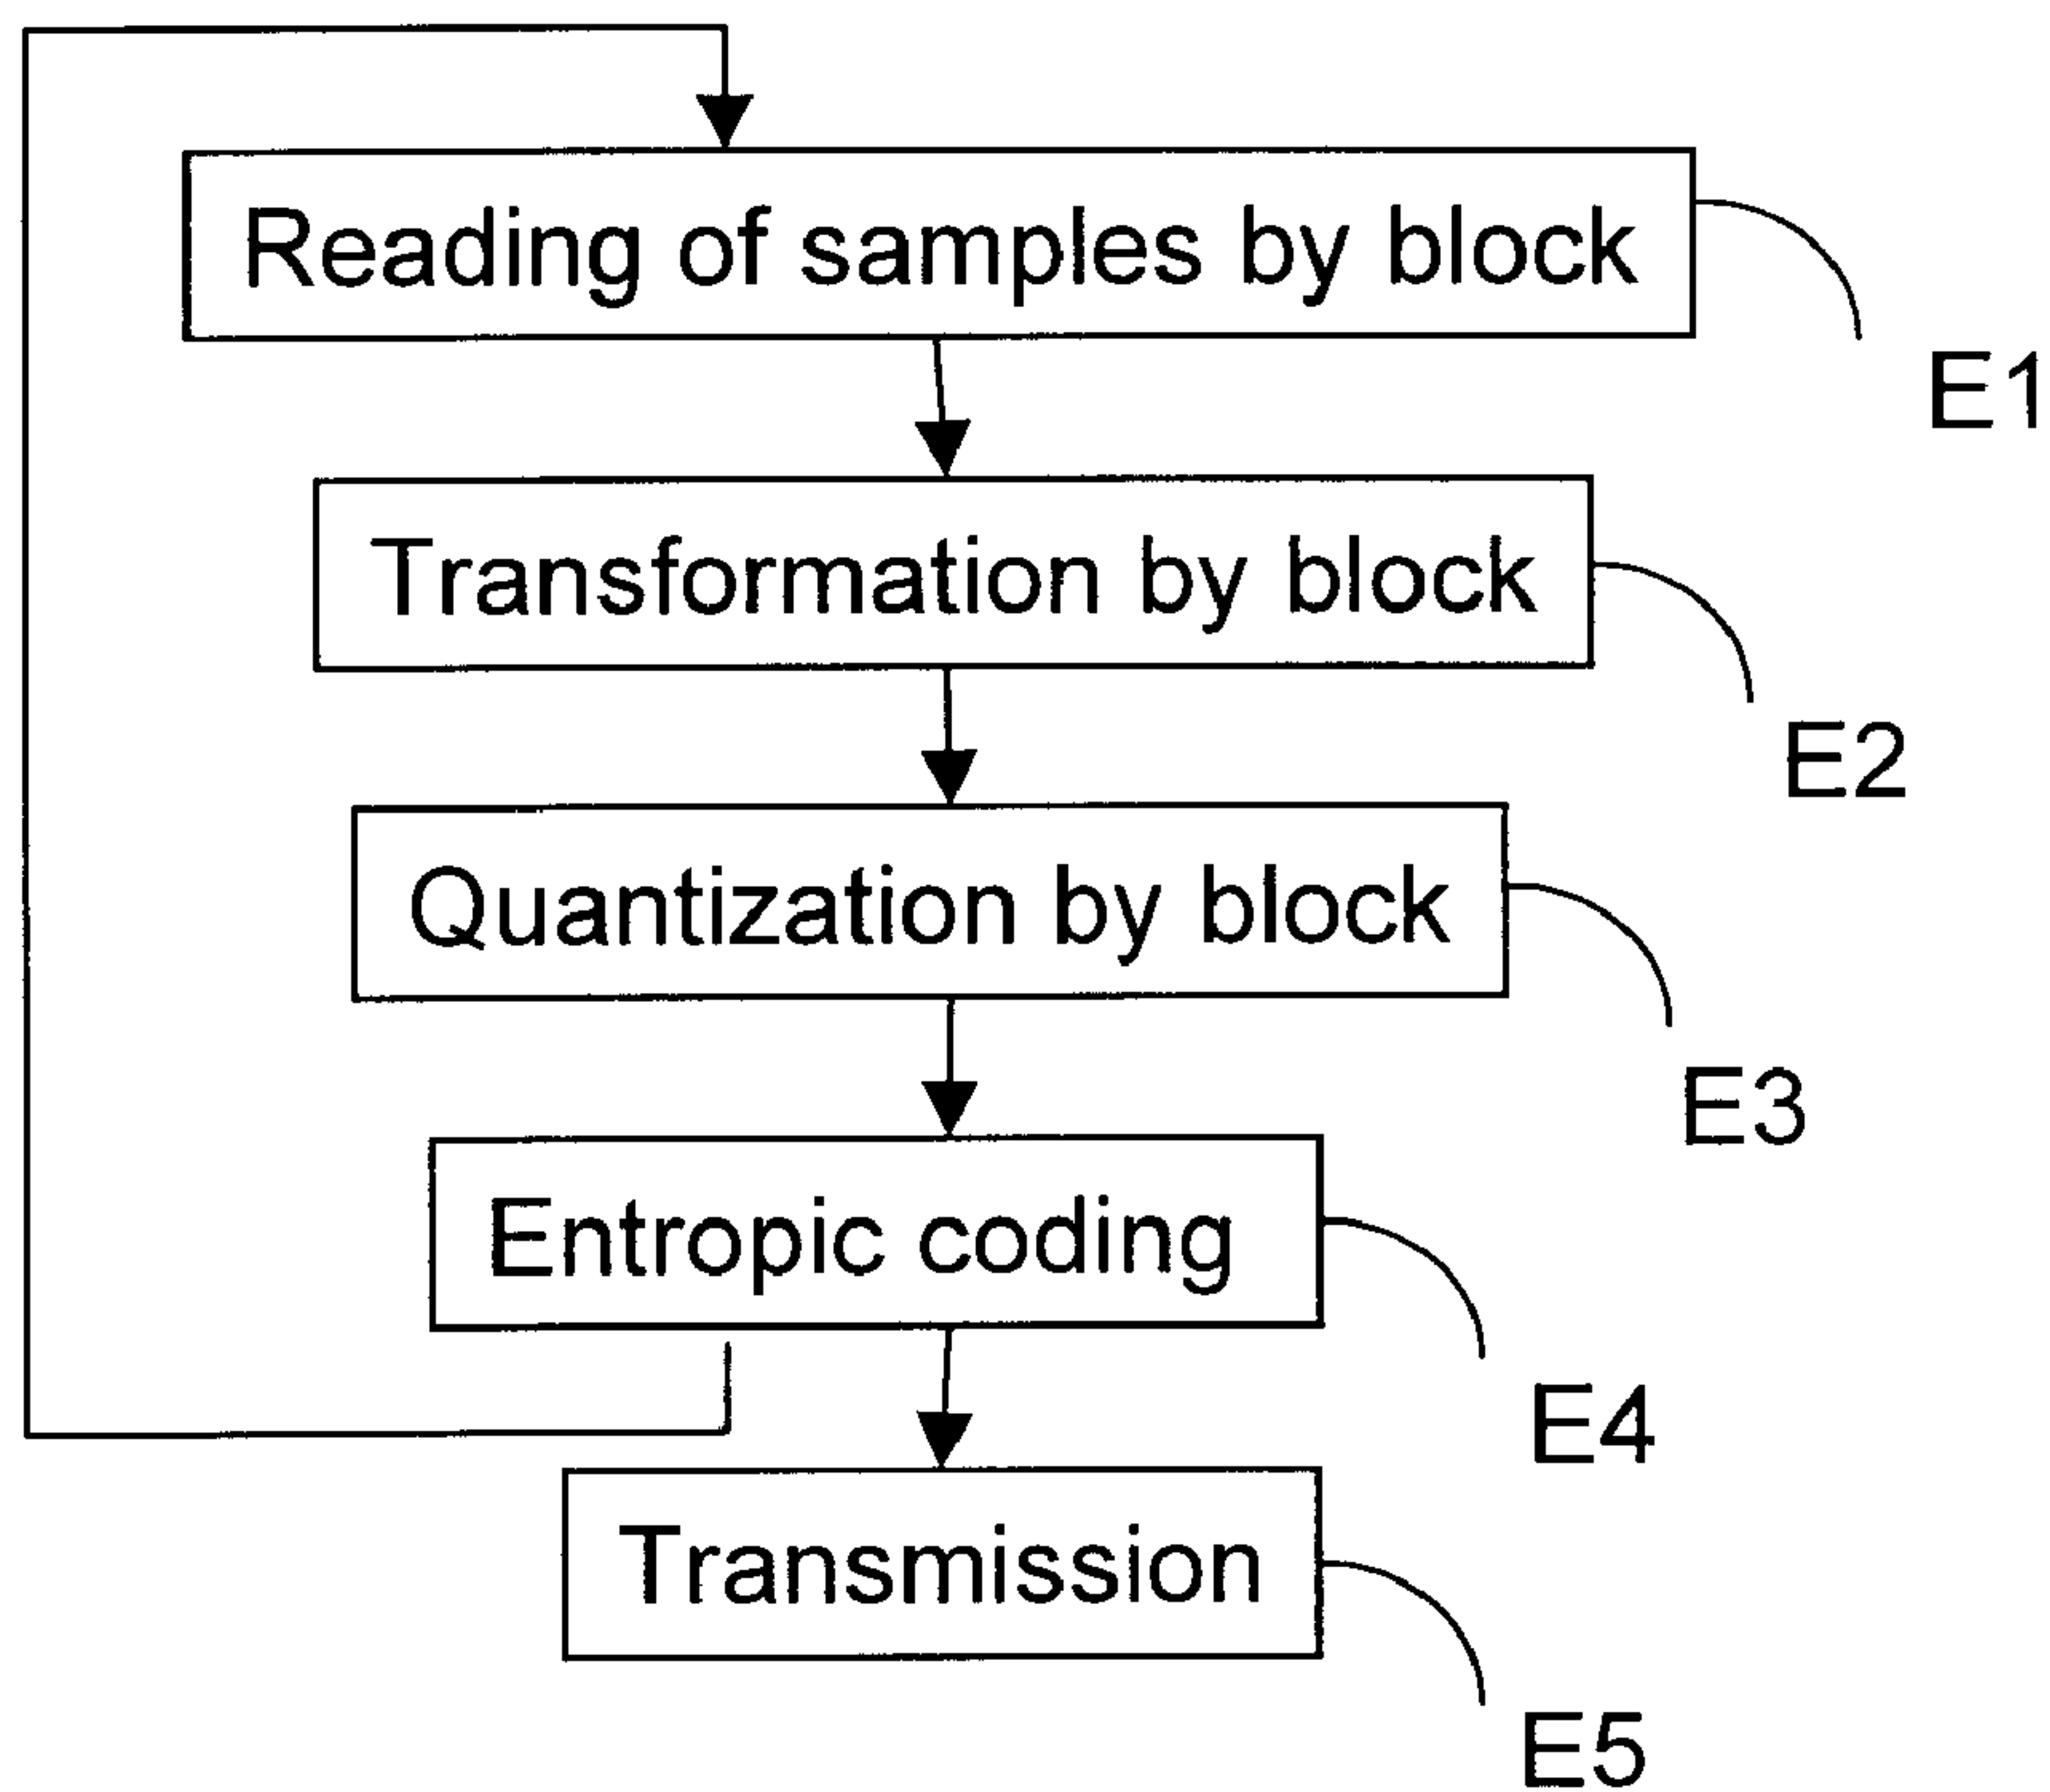 Reading of samples by block
E1
Transformation by block
E2
Quantization by block
E3
Entropic coding
E4
Transmission
E5